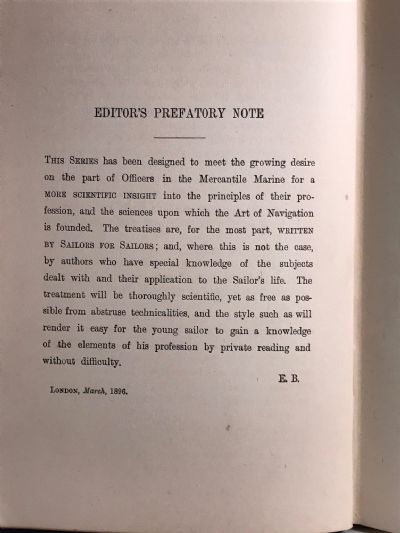 EDITOR'S PREFATORY NOTE
THIS SERIES has been designed to meet the growing desire
on the part of Officers in the Mercantile Marine for a
MORE SCIENTIFIC INSIGHT into the principles of their pro-
fession, and the sciences upon which the Art of Navigation
is founded. The treatises are, for the most part, WRITTEN
BY SAILORS FOR SAILORS; and, where this is not the case,
by authors who have special knowledge of the subjects
dealt with and their application to the Sailor's life. The
treatment will be thoroughly scientific, yet as free as pos-
sible from abstruse technicalities, and the style such as will
render it easy for the young sailor to gain a knowledge
of the elements of his profession by private reading and
without difficulty.
E. B.
LONDON, March, 1896.